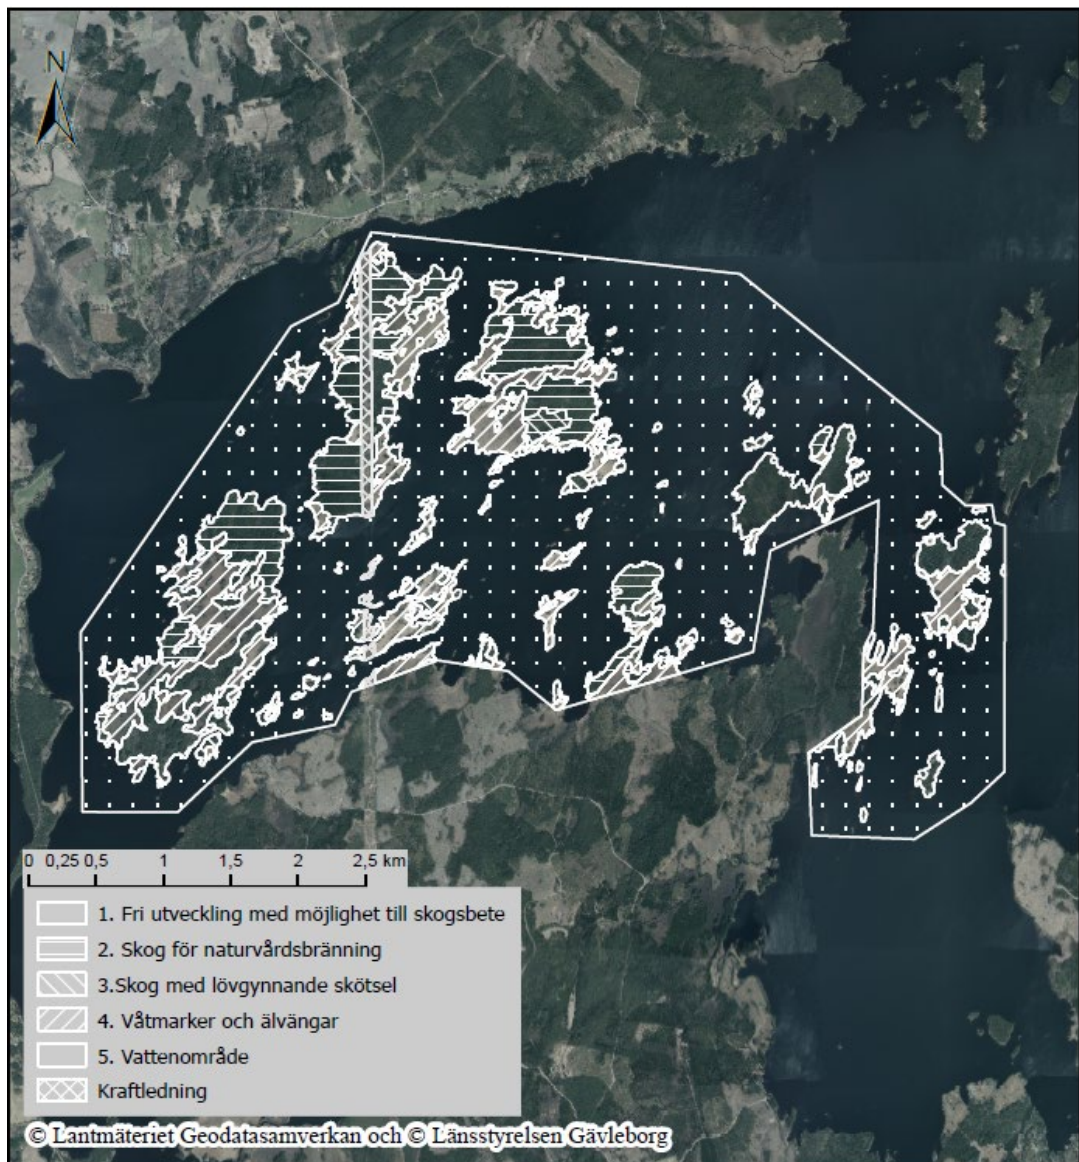 N
0 0,25 0,5 1 1,5 2 2,5 km
1. Fri utveckling med möjlighet till skogsbete
2. Skog för naturvårdsbränning
3.Skog med lövgynnande skötsel
4. Våtmarker och älvängar
5. Vattenområde
Kraftledning
© Lantmäteriet Geodatasamverkan och © Länsstyrelsen Gävleborg